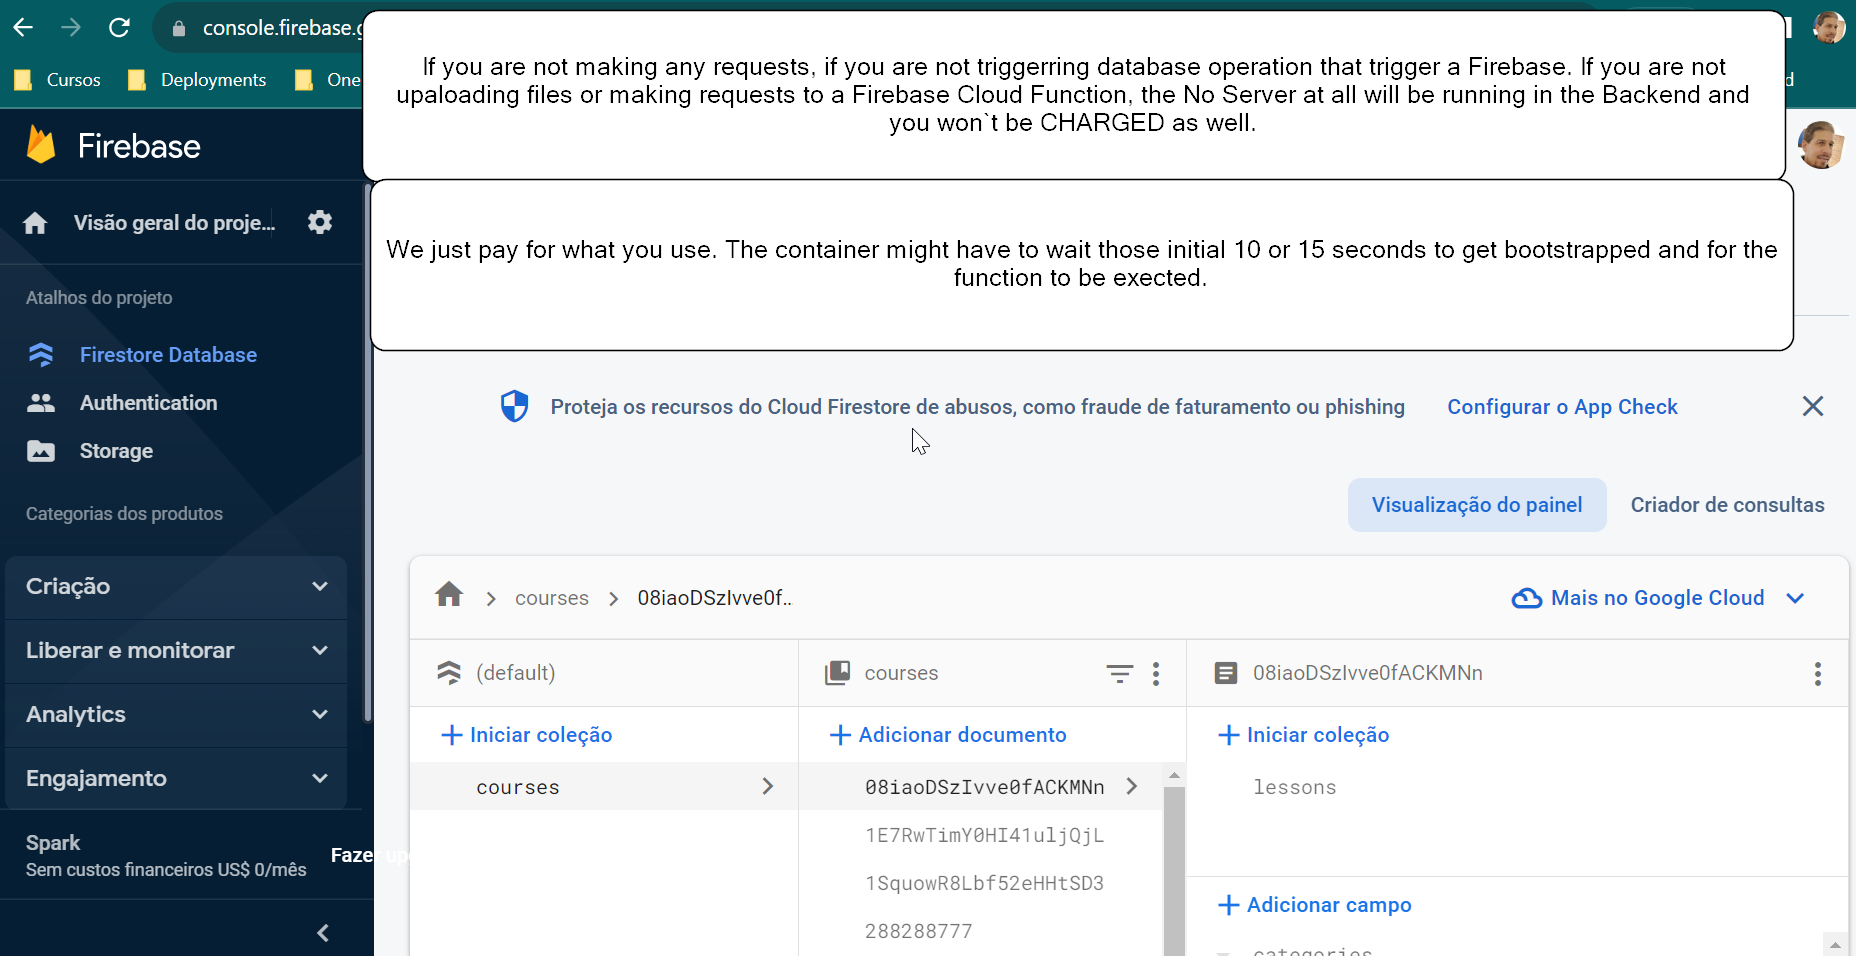 console.firebase.g
Cursos
Deployments
One
d
If you are not making any requests, if you are not triggerring database operation that trigger a Firebase. If you are not
upaloading files or making requests to a Firebase Cloud Function, the No Server at all will be running in the Backend and
you won`t be CHARGED as well.
We just pay for what you use. The container might have to wait those initial 10 or 15 seconds to get bootstrapped and for the
function to be exected.
Firebase
Visão geral do proje...
Atalhos do projeto
Firestore Database
Authentication
Storage
Categorias dos produtos
Criação
Liberar e monitorar
Analytics
Engajamento
Spark
Sem custos financeiros US$ 0/mês
Fazer upg
Proteja os recursos do Cloud Firestore de abusos, como fraude de faturamento ou phishing
Configurar o App Check
Visualização do painel
Criador de consultas
courses
08iaoDSzIvve0f..
Mais no Google Cloud
(default)
courses
08iaoDSzIvve0fACKMNn
Iniciar coleção
Adicionar documento
Iniciar coleção
courses
08iaoDSzIvve0fACKMNn
lessons
1E7RwTimY0HI41uljQjL
1SquowR8Lbf52eHHtSD3
288288777
Adicionar campo
categories